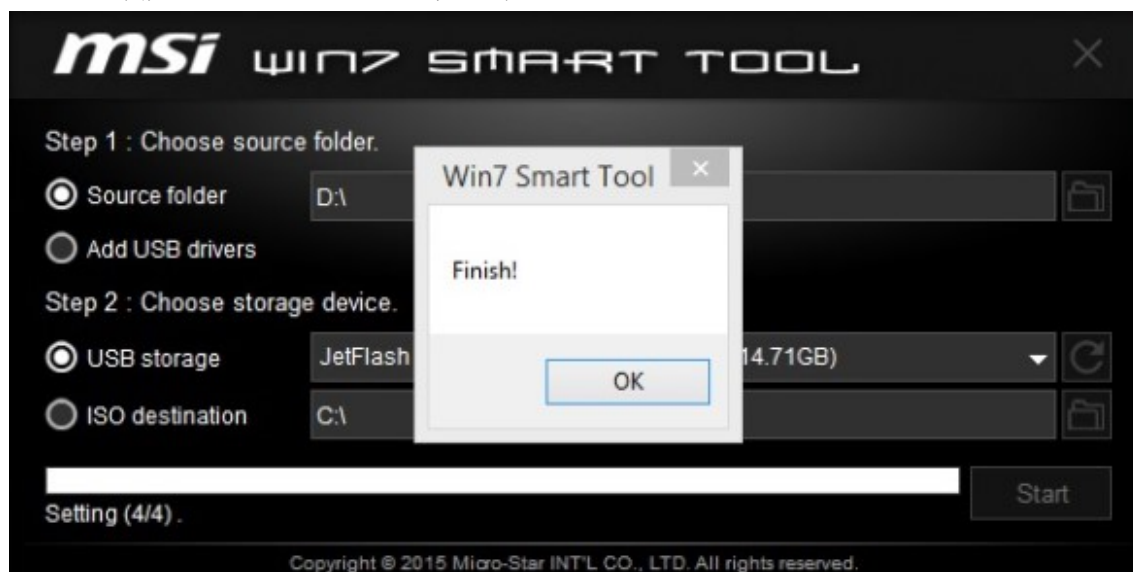 msi WIN7 SMART TOOL
Step 1 : Choose source folder.
Source folder D:\
Add USB drivers
Win7 Smart Tool
Finish!
OK
Step 2 : Choose storage device.
USB storage JetFlash 14.71GB)
ISO destination C:\
Start
Setting (4/4) .
Copyright © 2015 Micro-Star INT'L CO., LTD. All rights reserved.